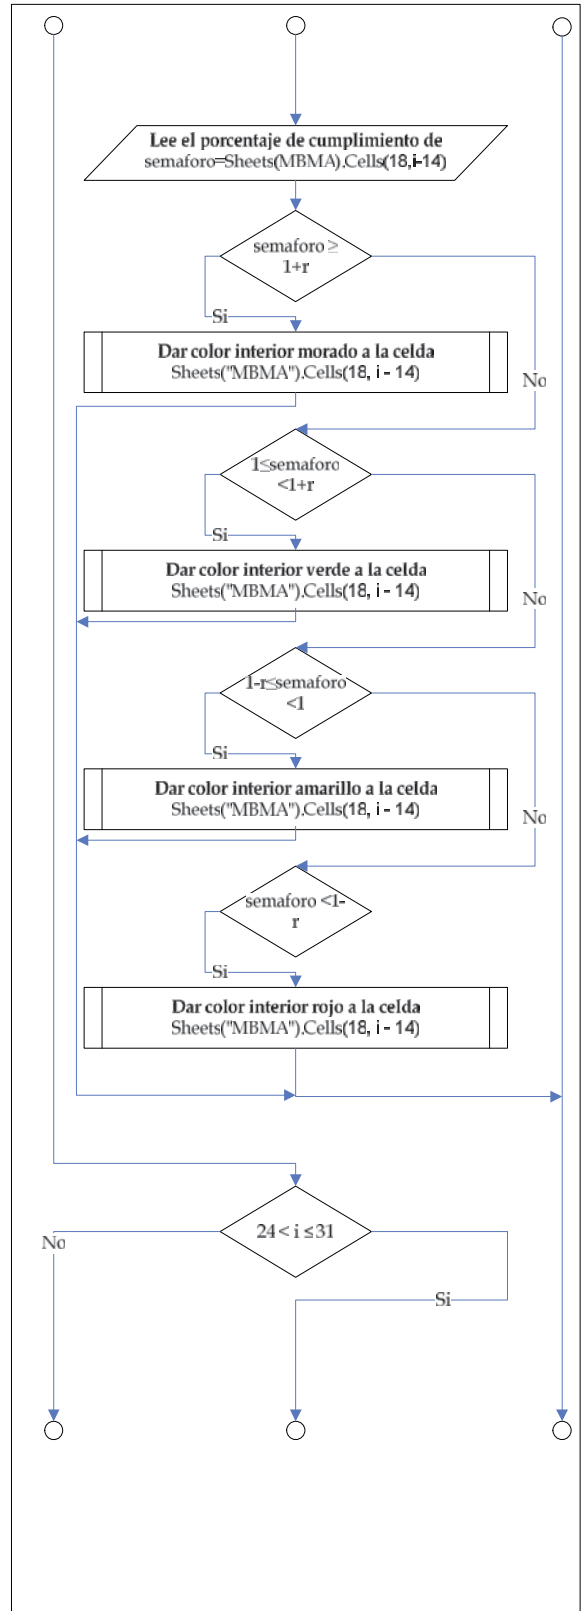 Lee el porcentaje de cumplimiento de
semaforo=Sheets(MBMA).Cells(18,i-14)
semaforo ≥
1+r
Si
Dar color interior morado a la celda
Sheets("MBMA").Cells(18, i - 14)
No
1≤semaforo
<1+r
Si
Dar color interior verde a la celda
Sheets("MBMA").Cells(18, i - 14)
No
1-r≤semaforo
<1
Si
Dar color interior amarillo a la celda
Sheets("MBMA").Cells(18, i - 14)
No
semaforo <1-
r
Si
Dar color interior rojo a la celda
Sheets("MBMA").Cells(18, i - 14)
24 < i ≤ 31
No
Si